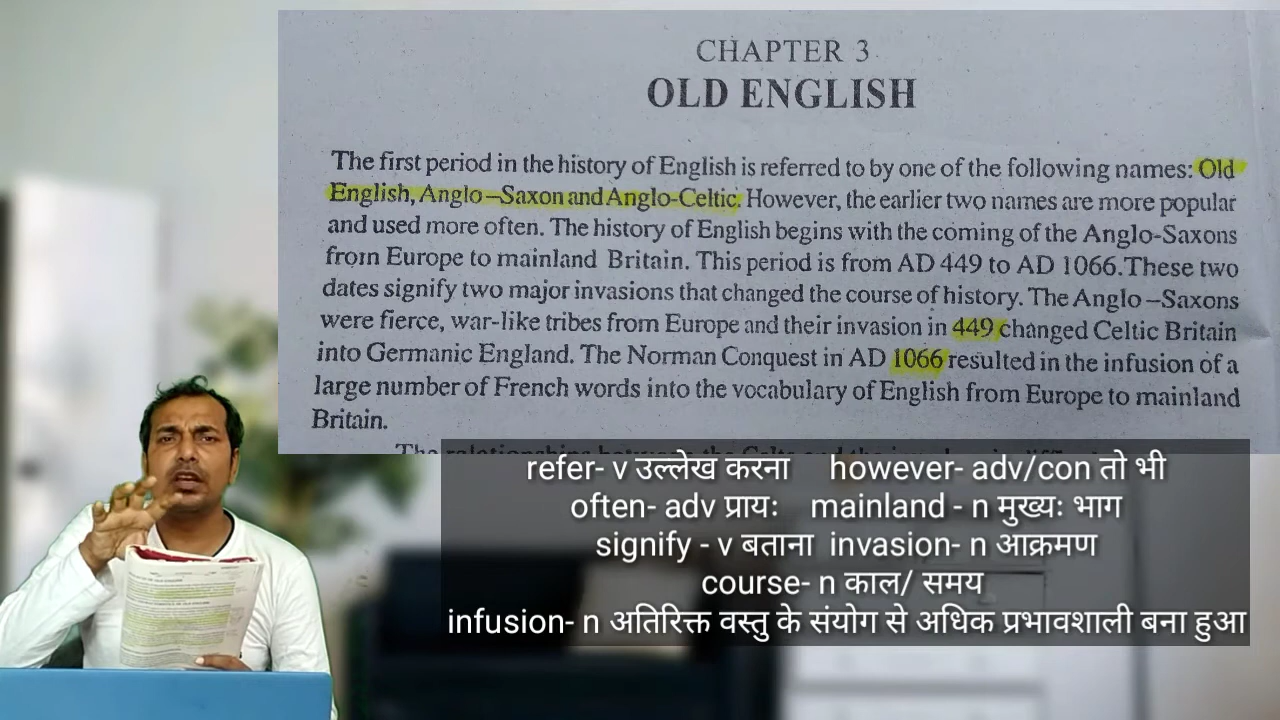 CHAPTER 3
OLD ENGLISH
The first period in the history of English is referred to by one of the following names: Old
English, Anglo–Saxon and Anglo-Celtic. However, the earlier two names are more popular
and used more often. The history of English begins with the coming of the Anglo-Saxons
from Europe to mainland Britain. This period is from AD 449 to AD 1066.These two
dates signify two major invasions that changed the course of history. The Anglo–Saxons
were fierce, war-like tribes from Europe and their invasion in 449 changed Celtic Britain
into Germanic England. The Norman Conquest in AD 1066 resulted in the infusion of a
large number of French words into the vocabulary of English from Europe to mainland
Britain.
refer- v उल्लेख करना however- adv/con तो भी
often- adv प्रायः mainland - n मुख्यः भाग
signify - v बताना invasion- n आक्रमण
course- n काल/ समय
infusion- n अतिरिक्त वस्तु के संयोग से अधिक प्रभावशाली बना हुआ